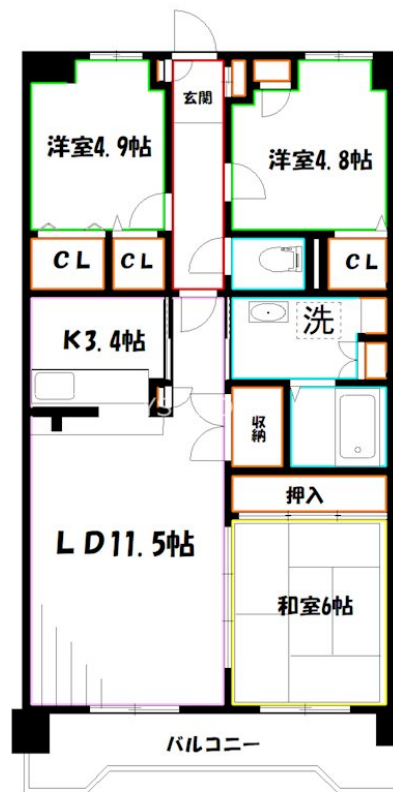 玄関
洋室4.9帖
洋室4.8帖
CL
CL
CL
K3.4帖
洗
収納
押入
LD11.5帖
和室6帖
バルコニー